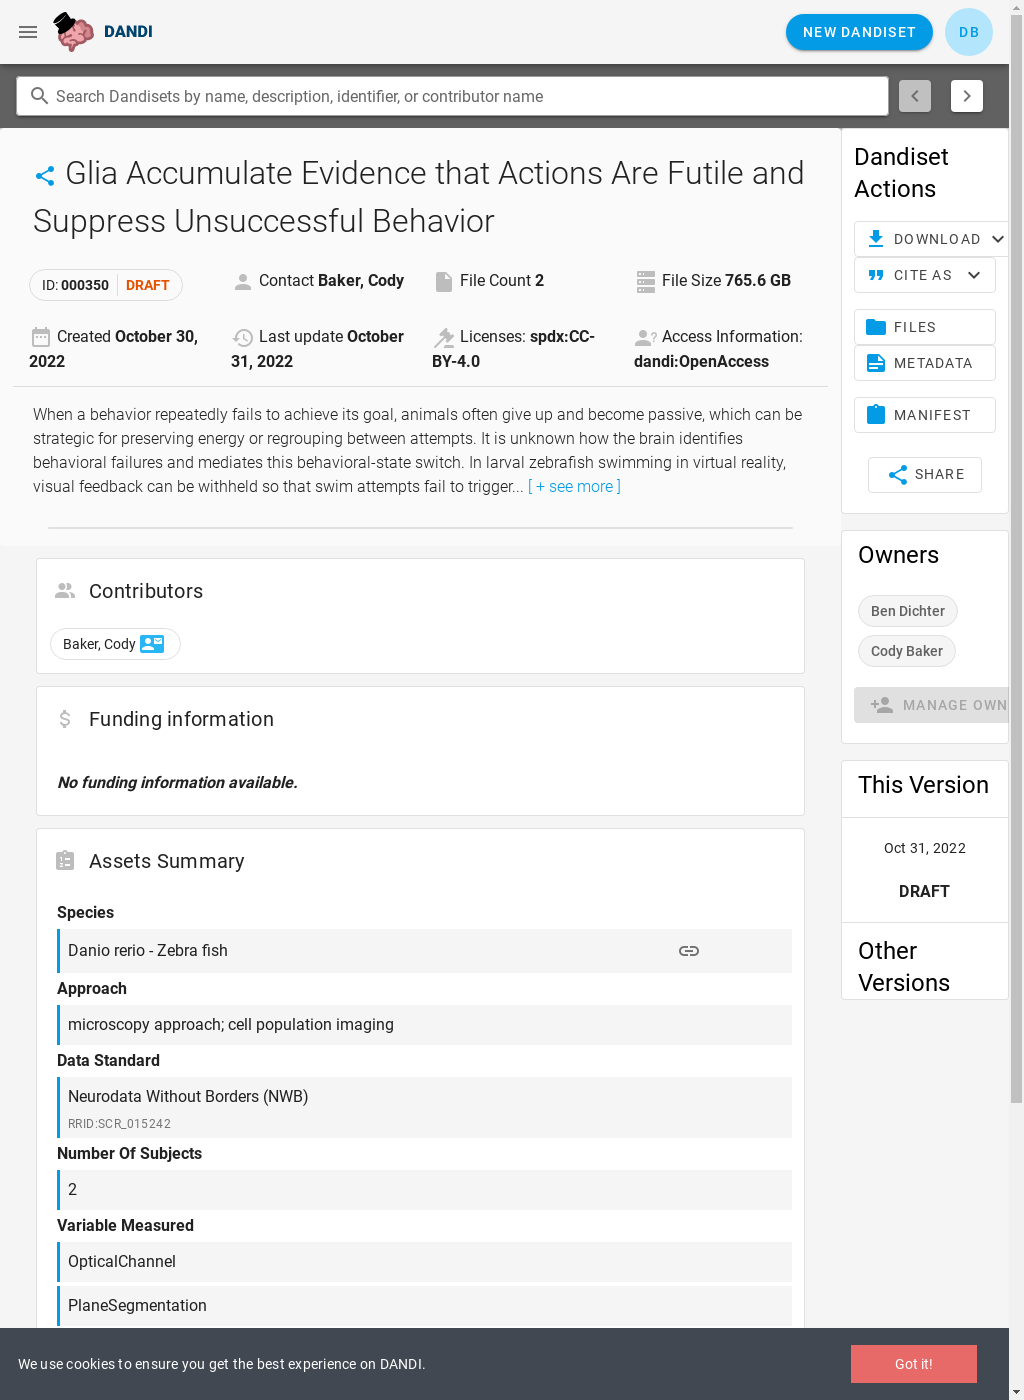 DANDI
NEW DANDISET
DB
Search Dandisets by name, description, identifier, or contributor name
Glia Accumulate Evidence that Actions Are Futile and
Suppress Unsuccessful Behavior
ID: 000350 DRAFT
Contact Baker, Cody
File Count 2
File Size 765.6 GB
Created October 30,
2022
Last update October
31, 2022
Licenses: spdx:CC-
BY-4.0
Access Information:
dandi:OpenAccess
When a behavior repeatedly fails to achieve its goal, animals often give up and become passive, which can be
strategic for preserving energy or regrouping between attempts. It is unknown how the brain identifies
behavioral failures and mediates this behavioral-state switch. In larval zebrafish swimming in virtual reality,
visual feedback can be withheld so that swim attempts fail to trigger... [ + see more ]
Contributors
Baker, Cody
Funding information
No funding information available.
Assets Summary
Species
Danio rerio - Zebra fish
Approach
microscopy approach; cell population imaging
Data Standard
Neurodata Without Borders (NWB)
RRID:SCR_015242
Number Of Subjects
2
Variable Measured
OpticalChannel
PlaneSegmentation
Dandiset
Actions
DOWNLOAD
CITE AS
FILES
METADATA
MANIFEST
SHARE
Owners
Ben Dichter
Cody Baker
MANAGE OWN
This Version
Oct 31, 2022
DRAFT
Other
Versions
We use cookies to ensure you get the best experience on DANDI.
Got it!